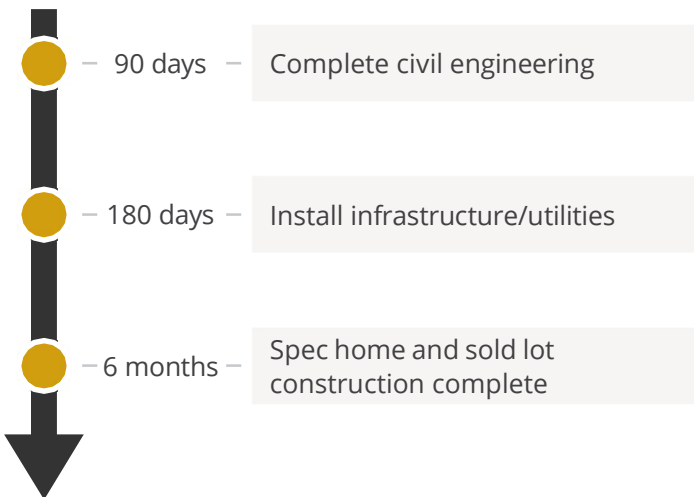 90 days
Complete civil engineering
180 days
Install infrastructure/utilities
6 months
Spec home and sold lot
construction complete